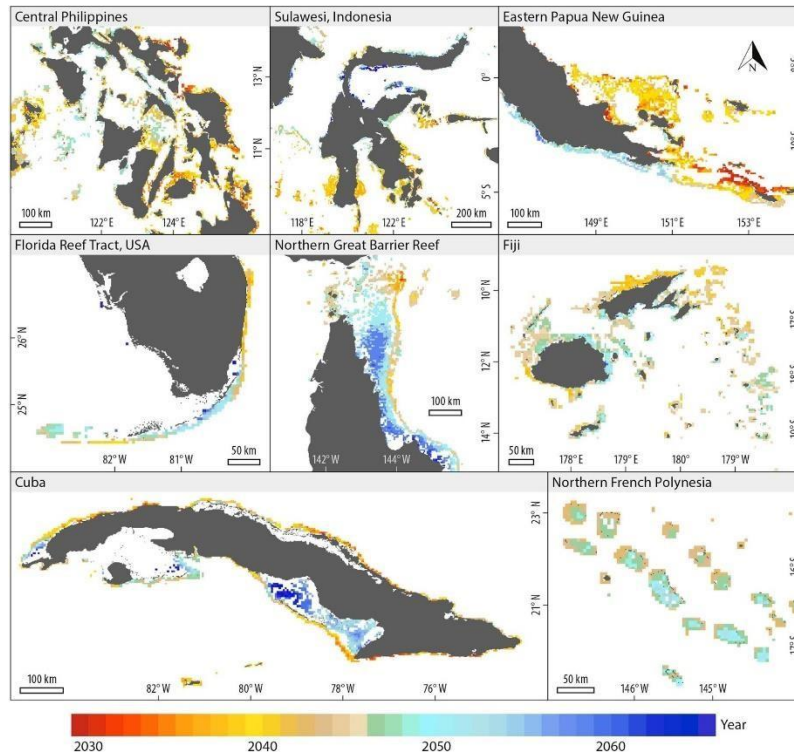 Central Philippines
Sulawesi, Indonesia
Eastern Papua New Guinea
13° N
11° N
0°
5° S
N
100 km
200 km
100 km
122° E
124° E
118° E
122° E
149° E
151° E
153° E
Florida Reef Tract, USA
Northern Great Barrier Reef
Fiji
26° N
25° N
10° N
12° N
14° N
100 km
50 km
50 km
82° W
81° W
142° W
144° W
178° E
179° E
180°
179° W
Cuba
Northern French Polynesia
23° N
21° N
100 km
50 km
82° W
80° W
78° W
76° W
146° W
145° W
Year
2030
2040
2050
2060